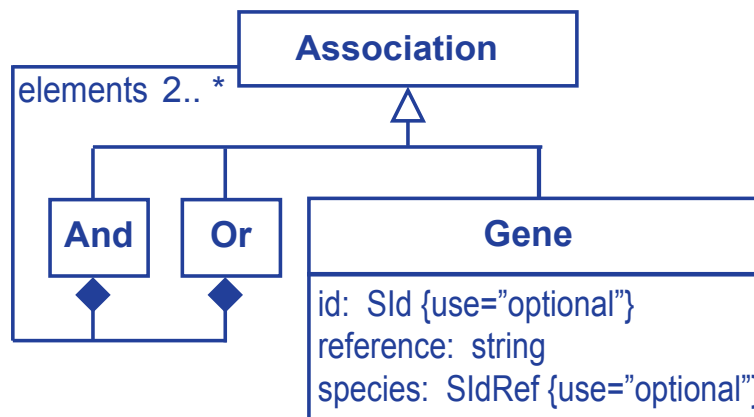 Association
elements 2.. *
And
Or
Gene
id: SId {use=”optional”}
reference: string
species: SIdRef {use=”optional”}